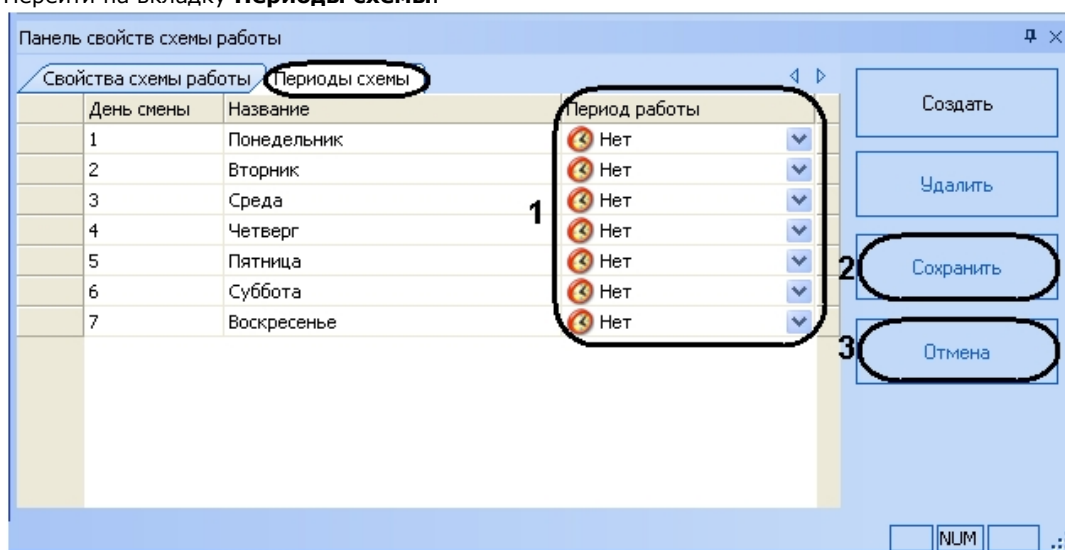 Перейти на вкладку Периоды схемы.
Панель свойств схемы работы
Свойства схемы работы Периоды схемы
День смены Название Период работы
1 Понедельник Нет
2 Вторник Нет
3 Среда Нет
4 Четверг Нет
5 Пятница Нет
6 Суббота Нет
7 Воскресенье Нет
1
Создать
Удалить
2 Сохранить
3 Отмена
NUM